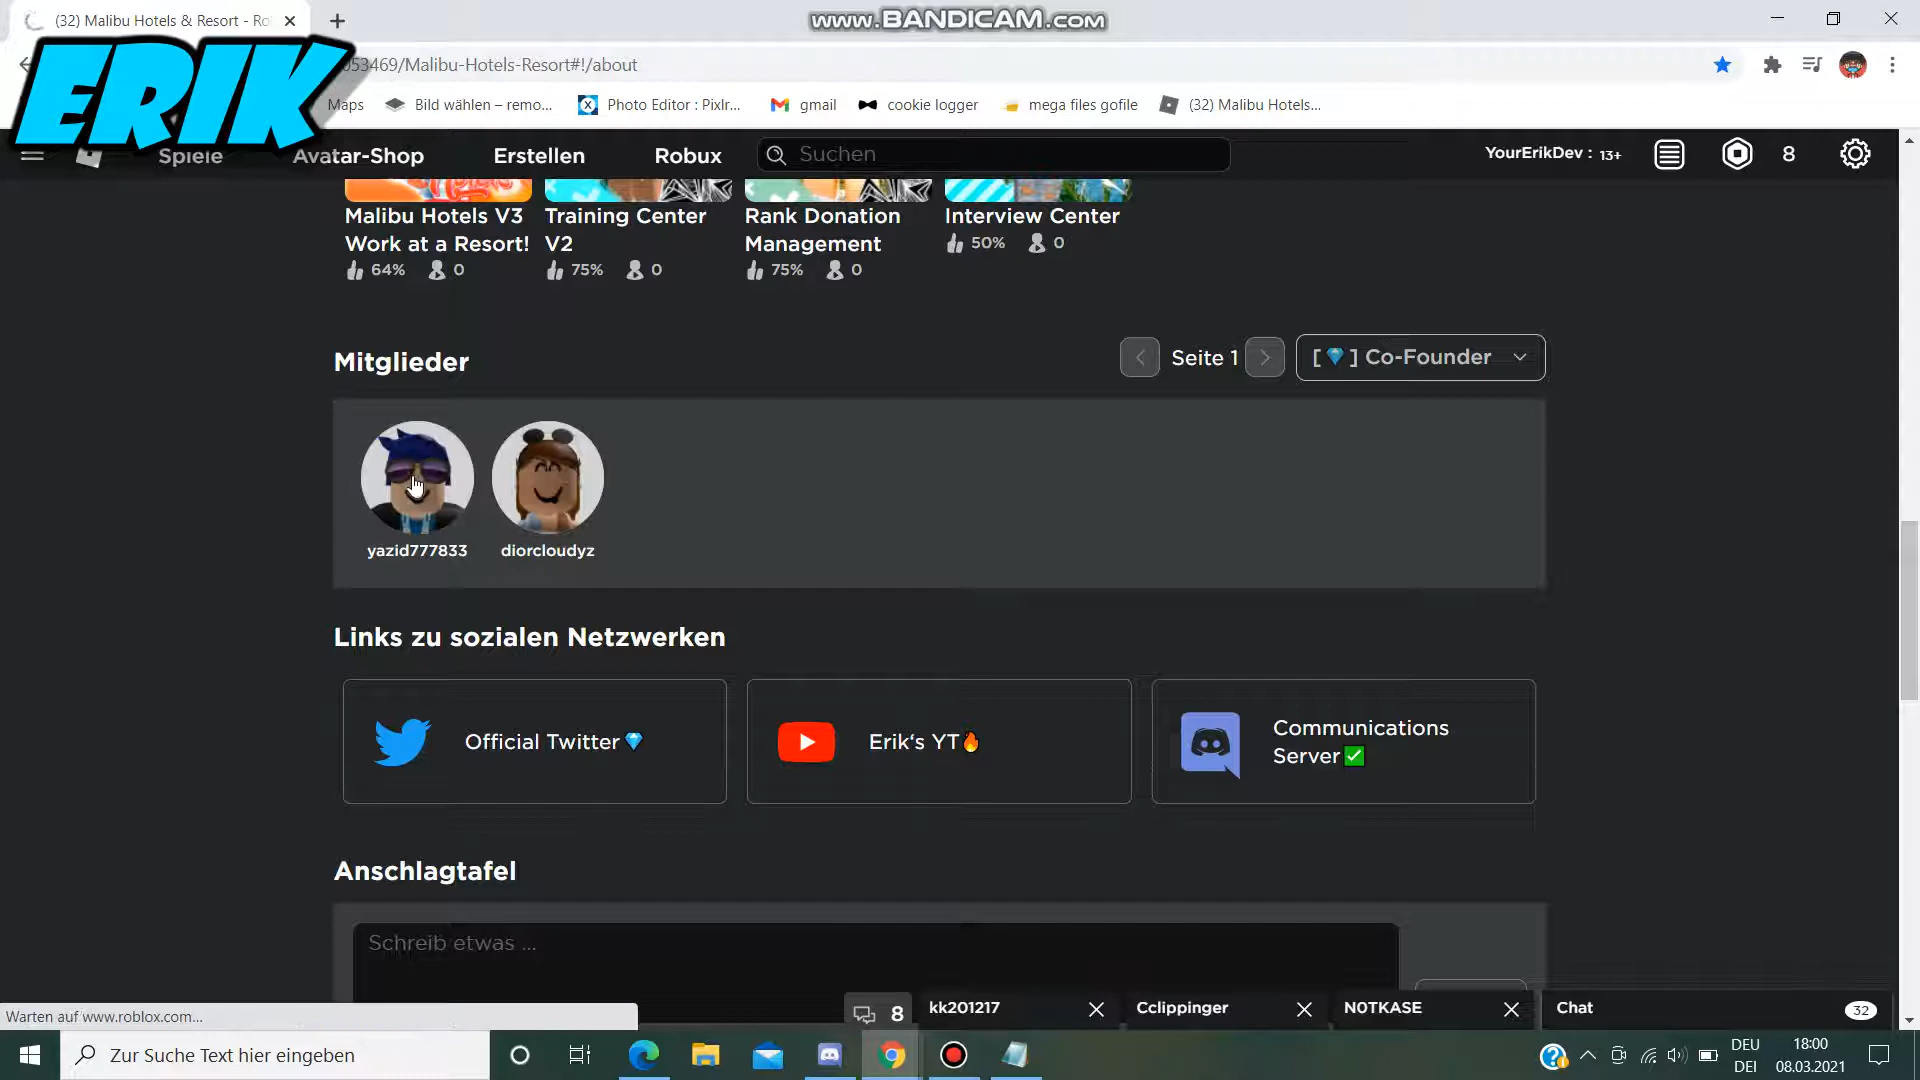 (32) Malibu Hotels & Resort - Ro
www.BANDICAM.com
ERIK
053469/Malibu-Hotels-Resort#!/about
Maps
Bild wählen – remo...
Photo Editor : Pixlr...
gmail
cookie logger
mega files gofile
(32) Malibu Hotels...
Spiele
Avatar-Shop
Erstellen
Robux
Suchen
YourErikDev : 13+
8
Malibu Hotels V3
Work at a Resort!
64% 0
Training Center
V2
75% 0
Rank Donation
Management
75% 0
Interview Center
50% 0
Mitglieder
Seite 1
[💎] Co-Founder
yazid777833
diorcloudyz
Links zu sozialen Netzwerken
Official Twitter💎
Erik‘s YT🔥
Communications
Server✅
Anschlagtafel
Schreib etwas ...
Warten auf www.roblox.com...
8
kk201217
Cclippinger
N0TKASE
Chat
32
Zur Suche Text hier eingeben
DEU
DEI
18:00
08.03.2021